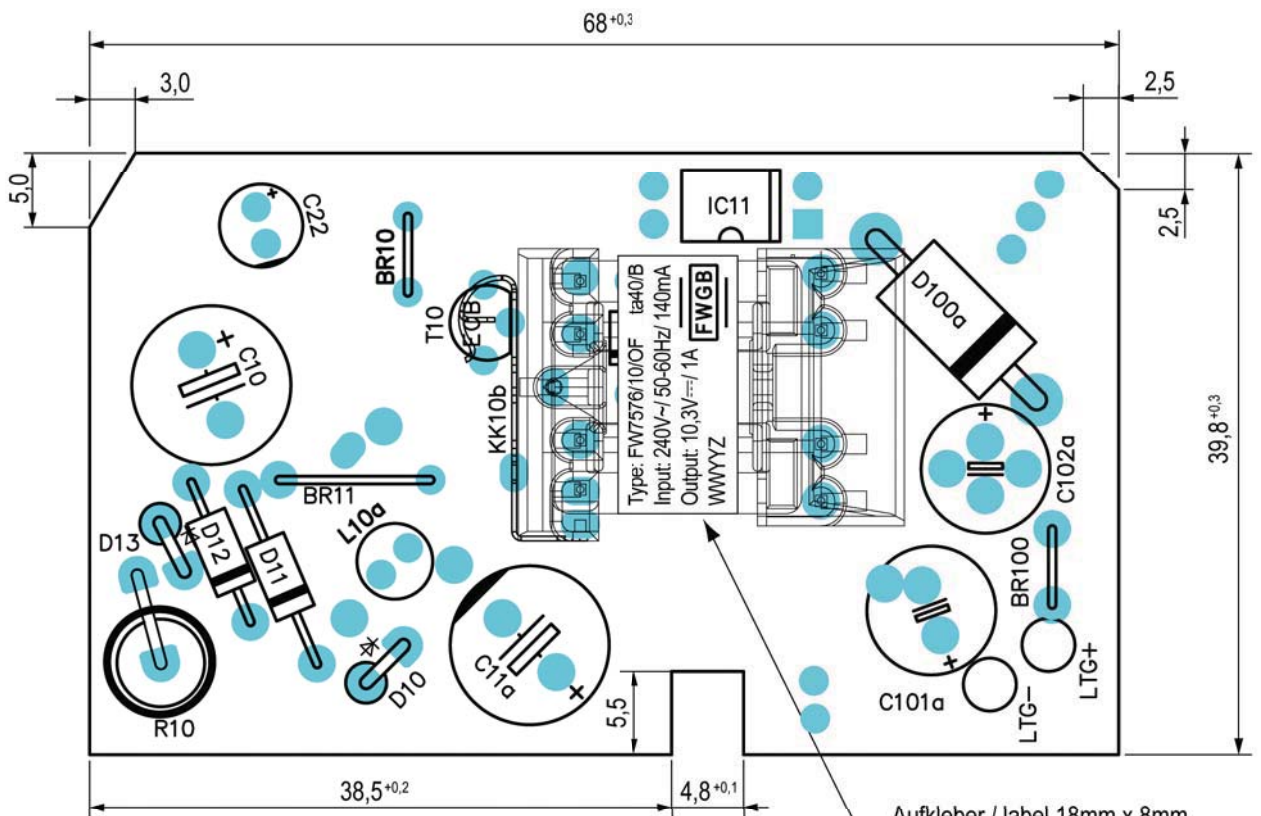 68 +0,3
3,0
2,5
5,0
2,5
39,8 +0,3
C22
BR10
IC11
D100a
T10
ECB
C10
KK10b
Type: FW7576/10/OF ta40/B
Input: 240V~/ 50-60Hz/ 140mA
Output: 10,3V⎓/ 1A
WWYYZ
FWGB
C102a
BR11
L10a
D13
D12
D11
BR100
R10
D10
C11a
C101a
LTG+
LTG-
5,5
38,5 +0,2
4,8 +0,1
Aufkleber / label 18mm x 8mm